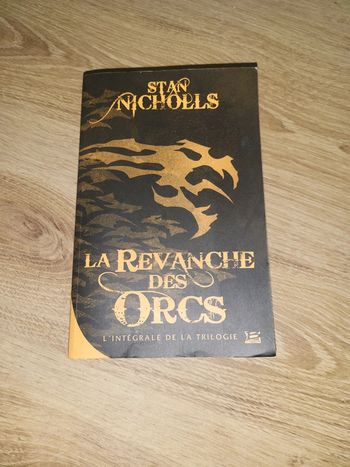 STAN
NICHOLLS
LA REVANCHE
DES
ORCS
L'INTÉGRALE DE LA TRILOGIE